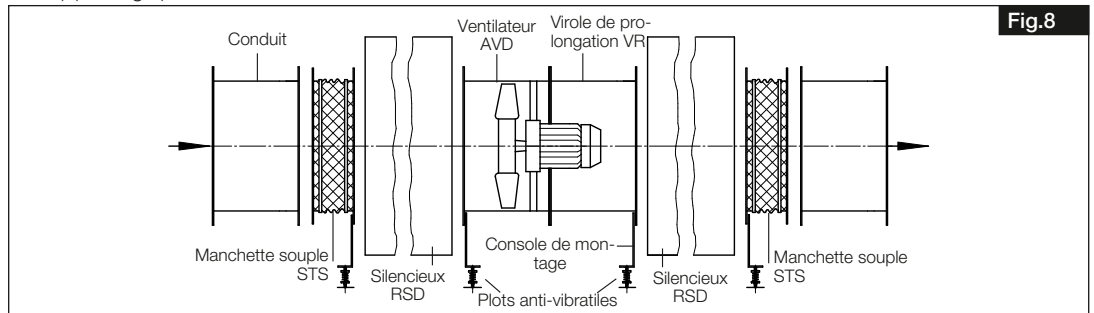 Fig.8
Conduit
Ventilateur
AVD
Virole de pro-
longation VR
Manchette souple
STS
Silencieux
RSD
Plots anti-vibratiles
Console de mon-
tage
Silencieux
RSD
Manchette souple
STS